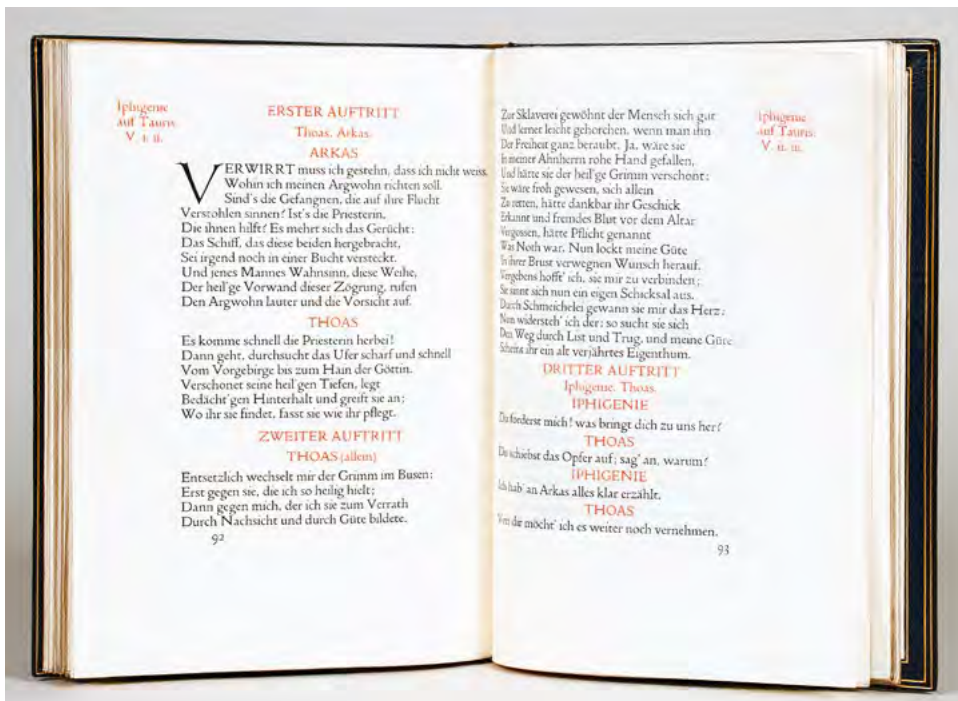 Iphigenie
auf Tauris.
V. i. ii.
ERSTER AUFTRITT
Thoas. Arkas.
ARKAS
VERWIRRT muss ich gestehn, dass ich nicht weiss,
Wohin ich meinen Argwohn richten soll.
Sind's die Gefangnen, die auf ihre Flucht
Verstohlen sinnen? Ist's die Priesterin,
Die ihnen hilft? Es mehrt sich das Gerücht:
Das Schiff, das diese beiden hergebracht,
Sei irgend noch in einer Bucht versteckt.
Und jenes Mannes Wahnsinn, diese Weihe,
Der heil'ge Vorwand dieser Zögrung, rufen
Den Argwohn lauter und die Vorsicht auf.
THOAS
Es komme schnell die Priesterin herbei!
Dann geht, durchsucht das Ufer scharf und schnell
Vom Vorgebirge bis zum Hain der Göttin.
Verschonet seine heil'gen Tiefen, legt
Bedächt'gen Hinterhalt und greift sie an;
Wo ihr sie findet, fasst sie wie ihr pflegt.
ZWEITER AUFTRITT
THOAS (allein)
Entsetzlich wechselt mir der Grimm im Busen;
Erst gegen sie, die ich so heilig hielt;
Dann gegen mich, der ich sie zum Verrath
Durch Nachsicht und durch Güte bildete.
92
Zur Sklaverei gewöhnt der Mensch sich gut
Und lernet leicht gehorchen, wenn man ihn
Der Freiheit ganz beraubt. Ja, wäre sie
In meiner Ahnherrn rohe Hand gefallen,
Und hätte sie der heil'ge Grimm verschont:
Sie wäre froh gewesen, sich allein
Zu retten, hätte dankbar ihr Geschick
Erkannt und fremdes Blut vor dem Altar
Vergossen, hätte Pflicht genannt
Was Noth war. Nun lockt meine Güte
In ihrer Brust verwegnen Wunsch herauf.
Vergebens hofft' ich, sie mir zu verbinden;
Sie sinnt sich nun ein eigen Schicksal aus.
Durch Schmeichelei gewann sie mir das Herz;
Nun widersteh' ich der: so sucht sie sich
Den Weg durch List und Trug, und meine Güte
Scheint ihr ein alt verjährtes Eigenthum.
DRITTER AUFTRITT
Iphigenie. Thoas.
IPHIGENIE
Du forderst mich! was bringt dich zu uns her?
THOAS
Du schiebst das Opfer auf; sag' an, warum?
IPHIGENIE
Ich hab' an Arkas alles klar erzählt.
THOAS
Von dir möcht' ich es weiter noch vernehmen.
93
Iphigenie
auf Tauris.
V. ii. iii.